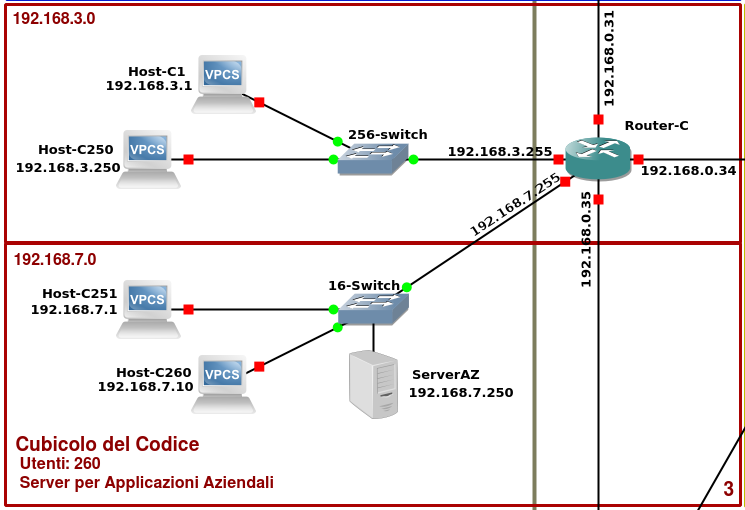 192.168.3.0
192.168.0.31
Host-C1
192.168.3.1
VPCS
256-switch
Router-C
Host-C250
192.168.3.250
VPCS
192.168.3.255
192.168.0.34
192.168.7.255
192.168.0.35
192.168.7.0
Host-C251
192.168.7.1
VPCS
16-Switch
Host-C260
192.168.7.10
VPCS
ServerAZ
192.168.7.250
Cubicolo del Codice
Utenti: 260
Server per Applicazioni Aziendali
3